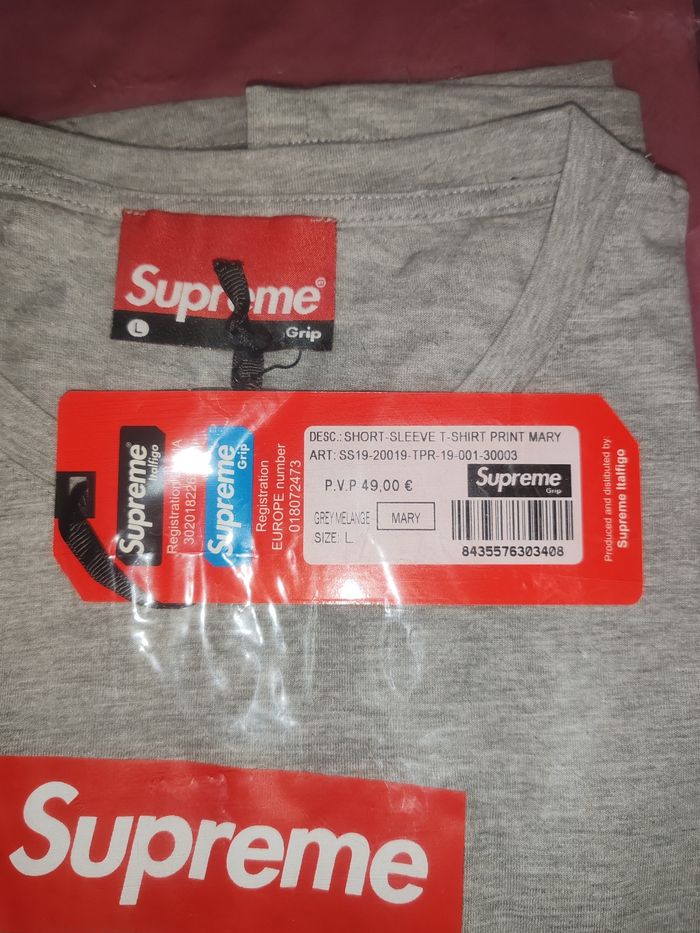 Supreme®
L
Grip
Supreme®
Italfigo
Supreme®
Grip
Registration
EUROPE number
018072473
DESC.: SHORT-SLEEVE T-SHIRT PRINT MARY
ART: SS19-20019-TPR-19-001-30003
P.V.P 49,00 €
Supreme
Grip
GREY MELANGE MARY
SIZE: L
8435576303408
Produced and distibuted by
Supreme Italfigo
Supreme